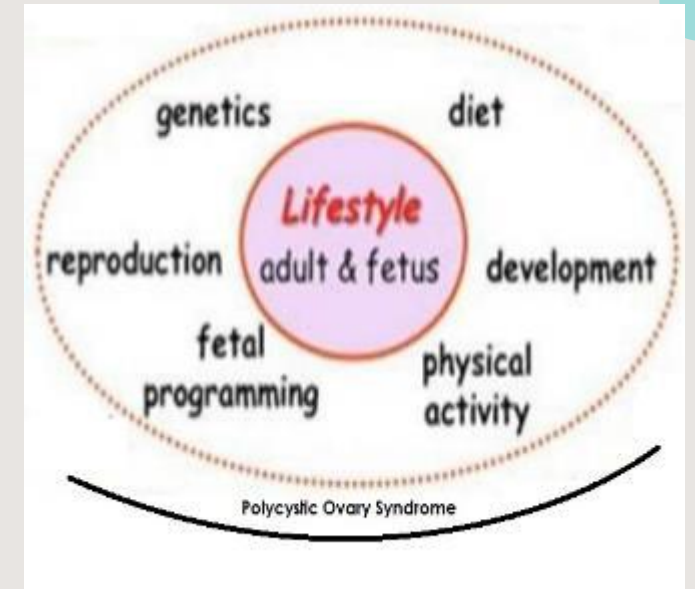 genetics
diet
Lifestyle
adult & fetus
reproduction
development
fetal
programming
physical
activity
Polycystic Ovary Syndrome